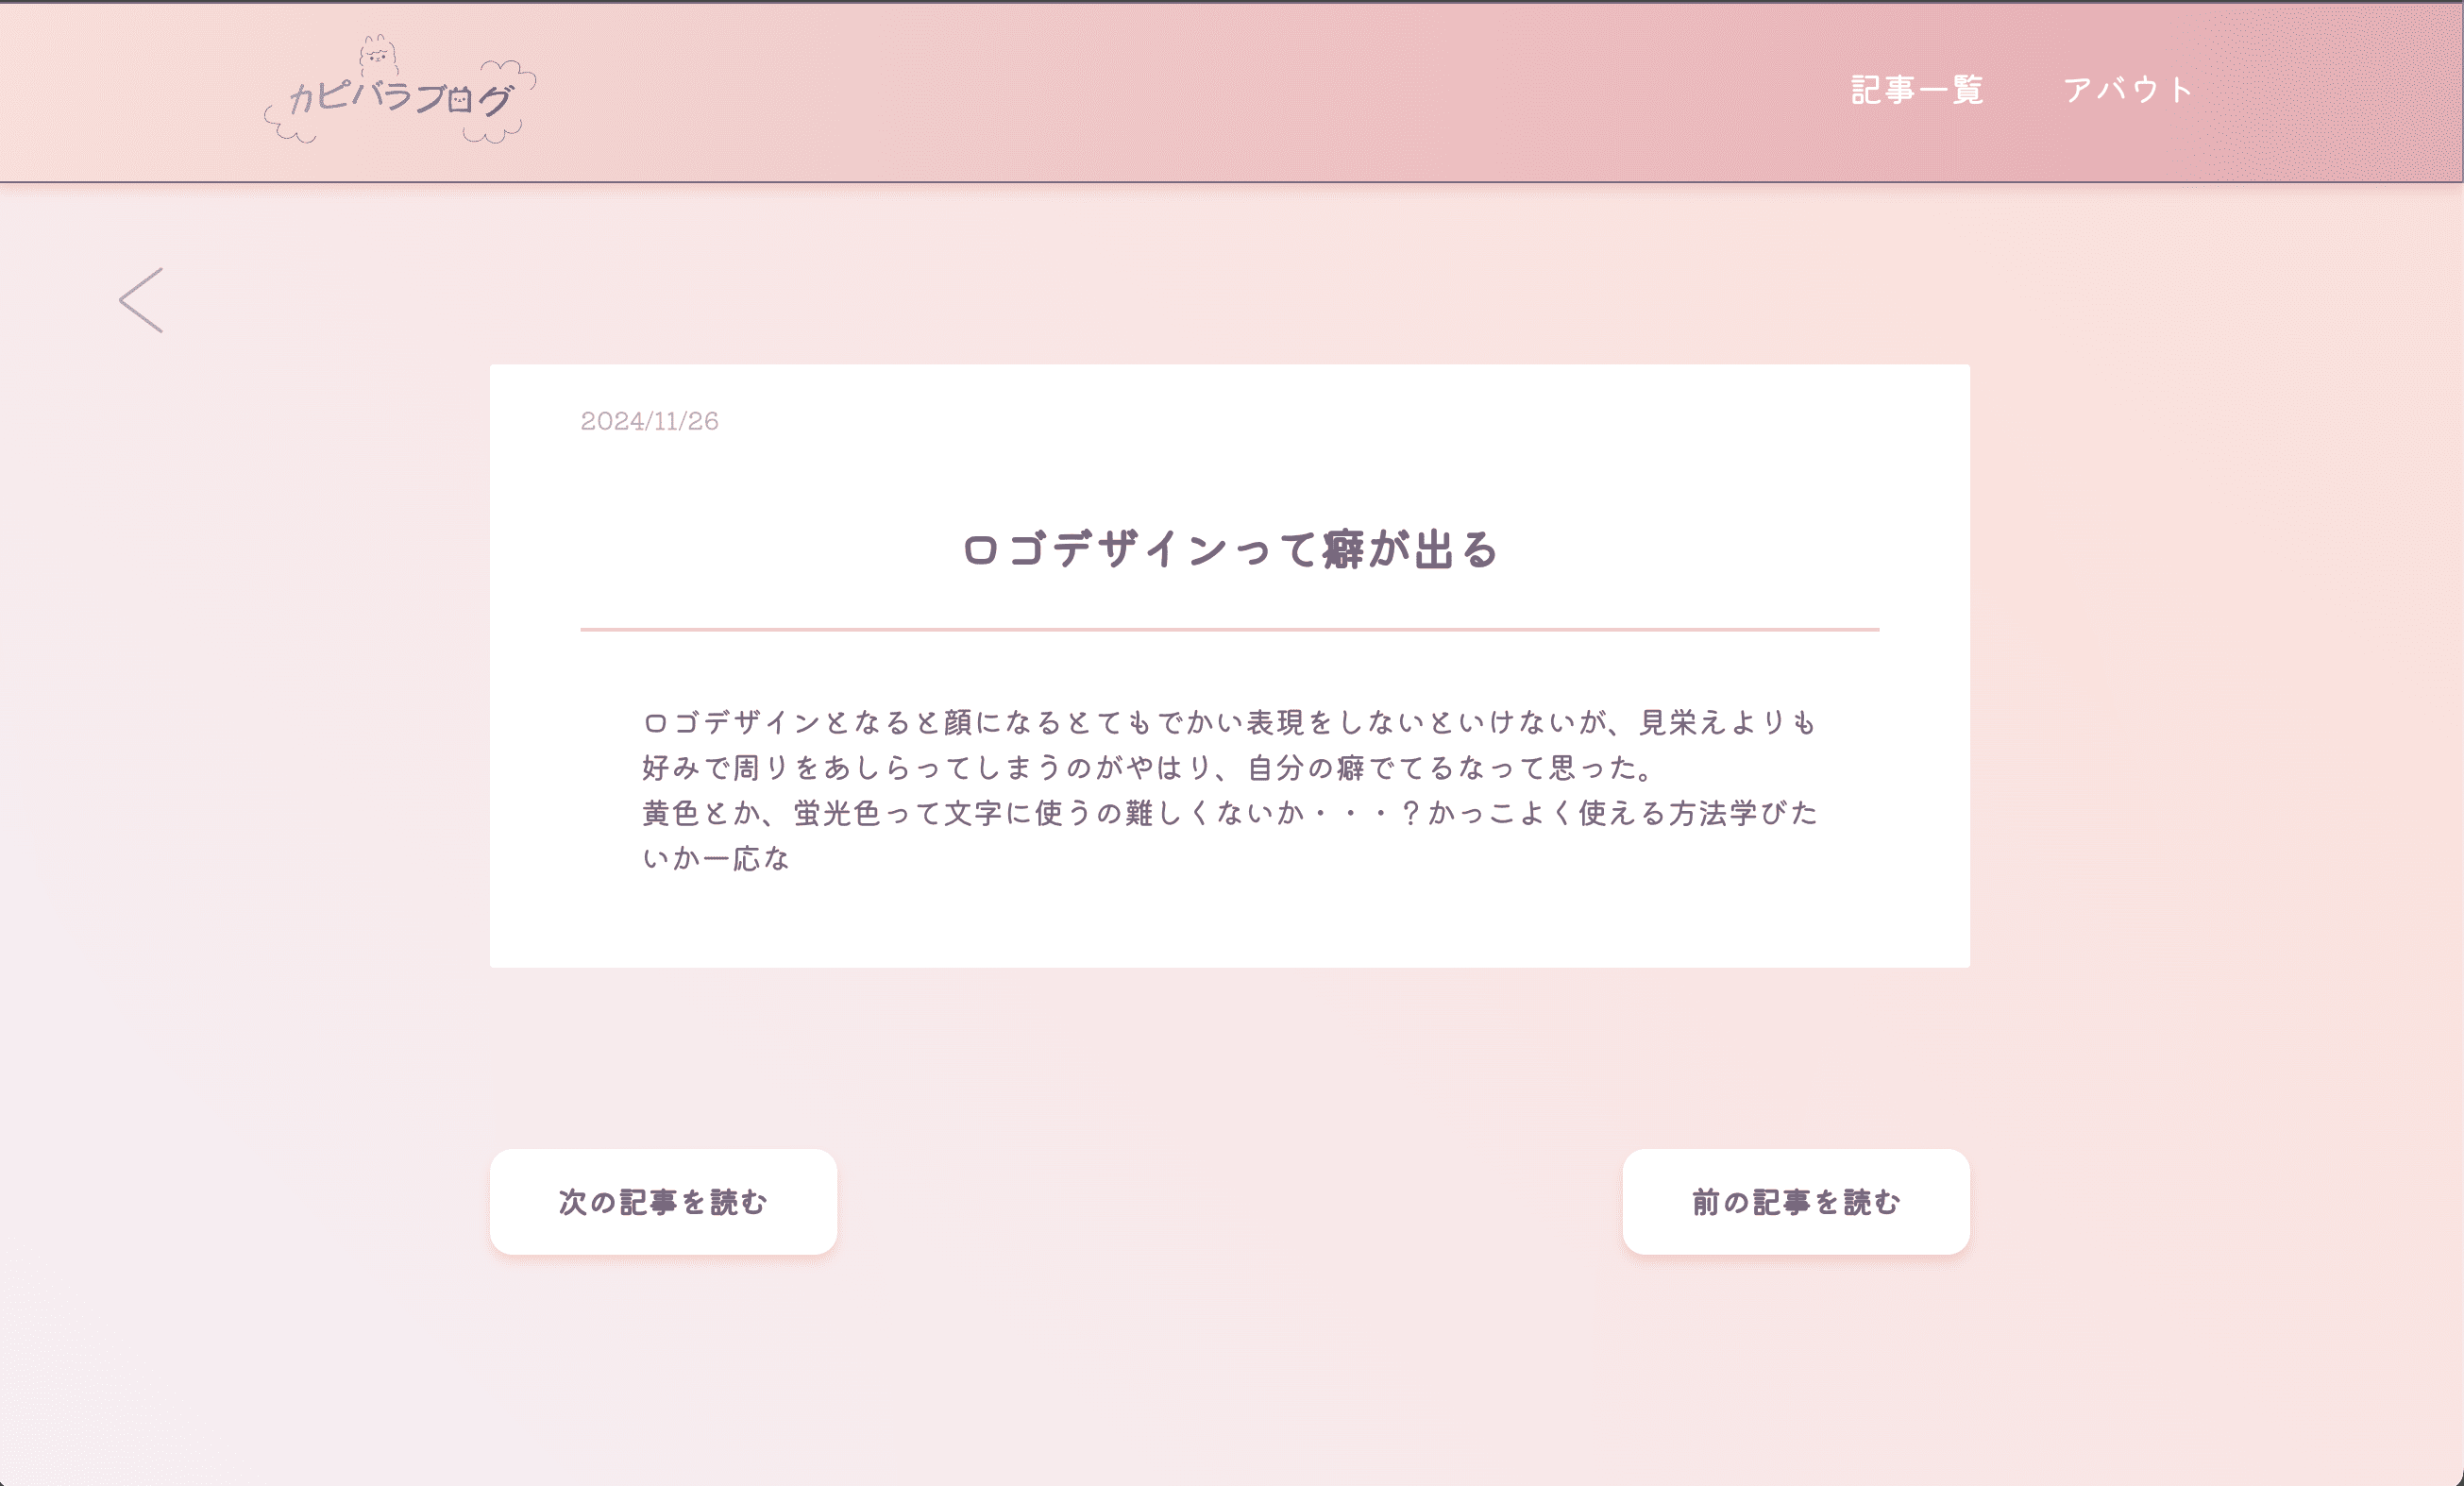 カピバラブログ
記事一覧
アバウト
2024/11/26
ロゴデザインって癖が出る
ロゴデザインとなると顔になるとてもでかい表現をしないといけないが、見栄えよりも
好みで周りをあしらってしまうのがやはり、自分の癖でてるなって思った。
黄色とか、蛍光色って文字に使うの難しくないか・・・？かっこよく使える方法学びた
いか一応な
次の記事を読む
前の記事を読む